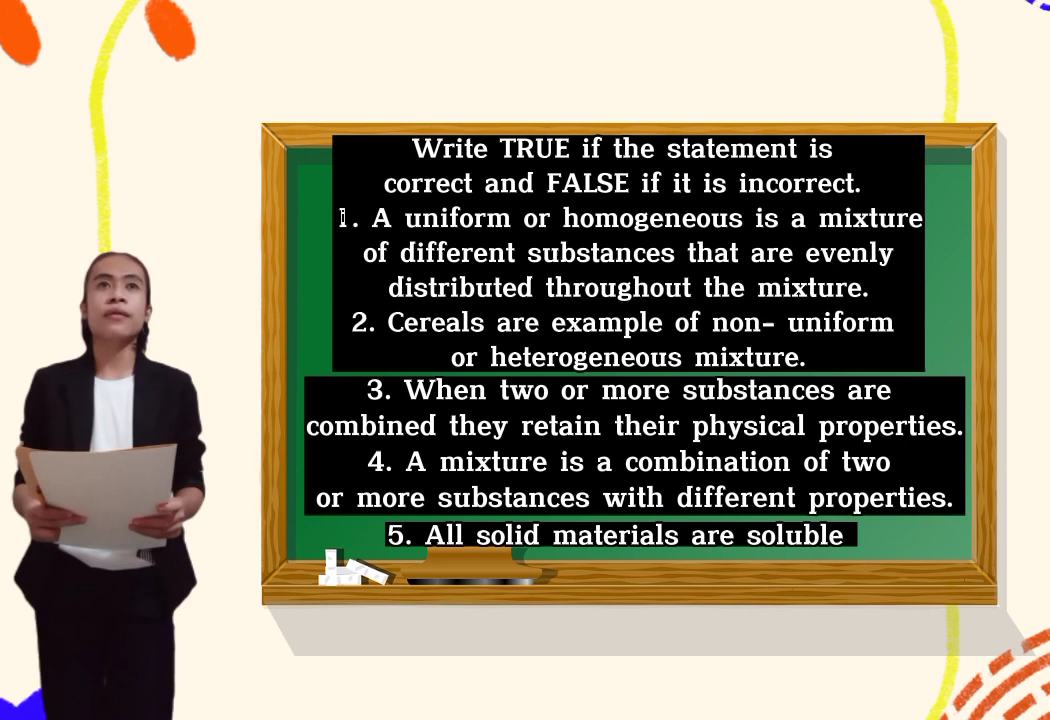 Write TRUE if the statement is
correct and FALSE if it is incorrect.
1. A uniform or homogeneous is a mixture
of different substances that are evenly
distributed throughout the mixture.
2. Cereals are example of non- uniform
or heterogeneous mixture.
3. When two or more substances are
combined they retain their physical properties.
4. A mixture is a combination of two
or more substances with different properties.
5. All solid materials are soluble